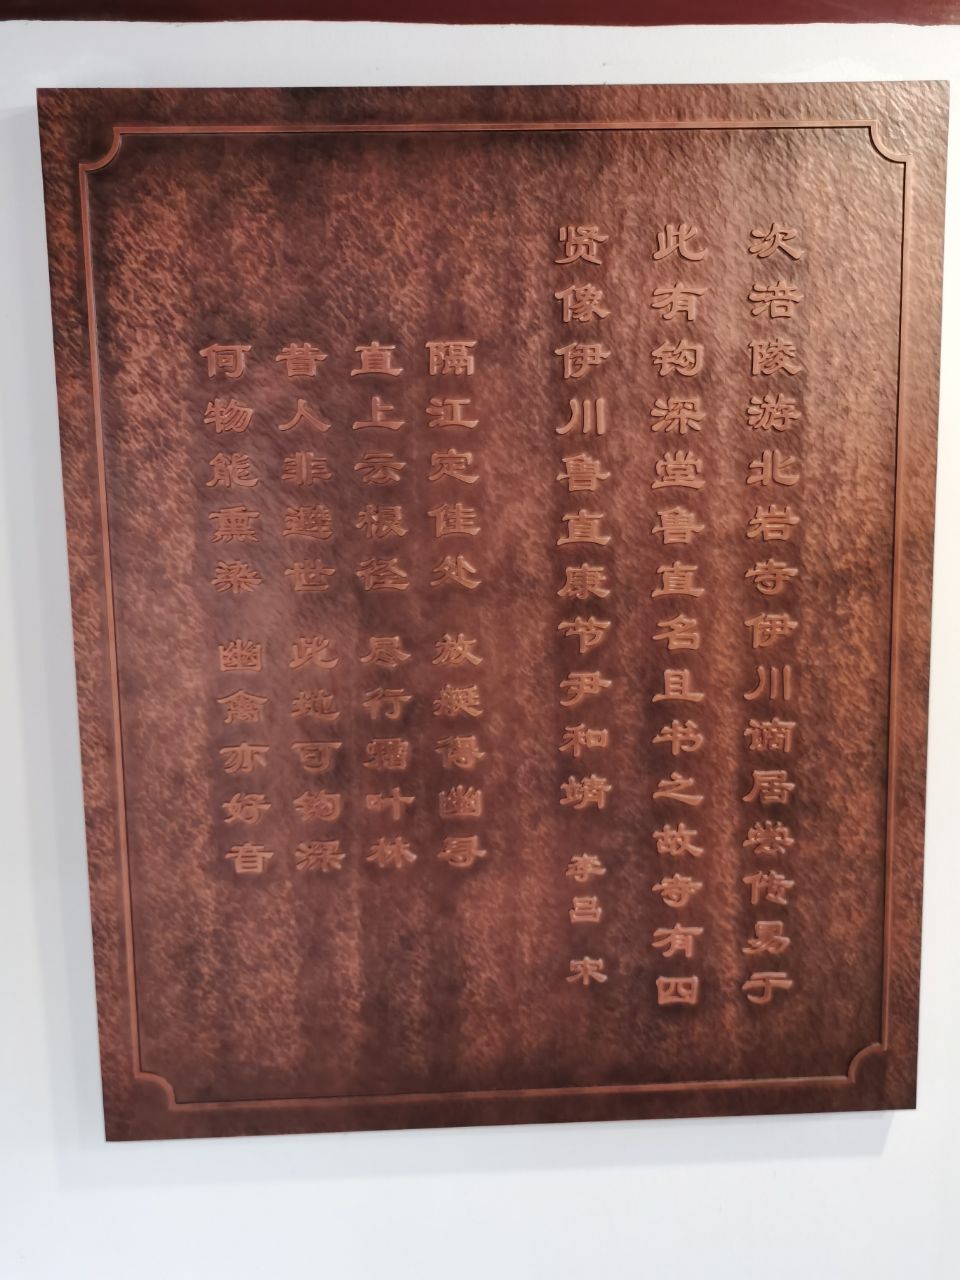 次涪陵游北岩寺伊川谪居尝传易于
此有钩深堂鲁直名且书之故寺有四
贤像伊川鲁直康节尹和靖 李吕 宋
隔江定佳处 放艇得幽寻
直上云根径 尽行霜叶林
昔人非遯世 此地可钩深
何物能熏染 幽禽亦好音